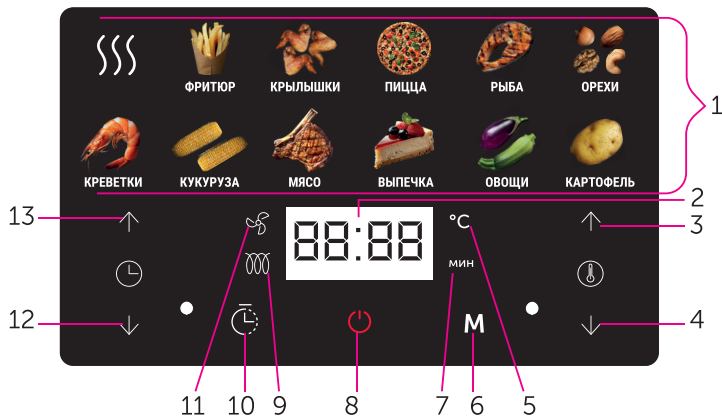 ФРИТЮР КРЫЛЫШКИ ПИЦЦА РЫБА ОРЕХИ
1
КРЕВЕТКИ КУКУРУЗА МЯСО ВЫПЕЧКА ОВОЩИ КАРТОФЕЛЬ
2
13 88:88 °C 3
МИН
12 M 4
11 10 9 8 7 6 5